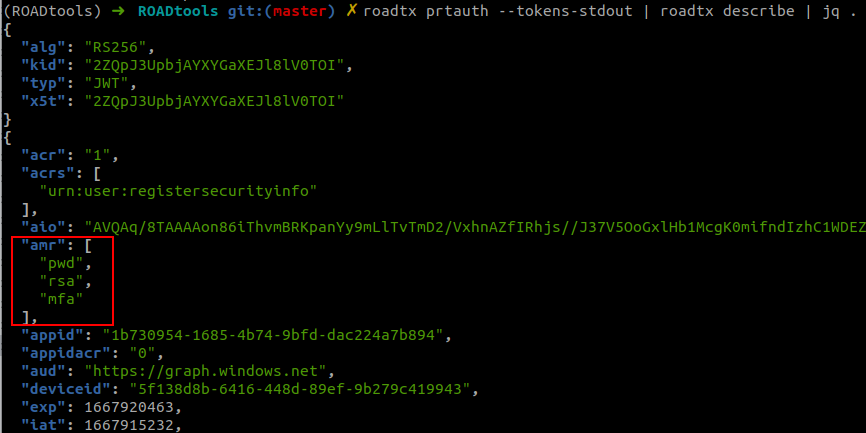 (ROADtools) ➜ ROADtools git:(master) ✗ roadtx prtauth --tokens-stdout | roadtx describe | jq .
{
"alg": "RS256",
"kid": "2ZQpJ3UpbjAYXYGaXEJl8lV0TOI",
"typ": "JWT",
"x5t": "2ZQpJ3UpbjAYXYGaXEJl8lV0TOI"
}
{
"acr": "1",
"acrs": [
"urn:user:registersecurityinfo"
],
"aio": "AVQAq/8TAAAAon86iThvmBRKpanYy9mLlTvTmD2/VxhnAZfIRhjs//J37V5OoGxlHb1McgK0mifndIzhC1WDEZ
"amr": [
"pwd",
"rsa",
"mfa"
],
"appid": "1b730954-1685-4b74-9bfd-dac224a7b894",
"appidacr": "0",
"aud": "https://graph.windows.net",
"deviceid": "5f138d8b-6416-448d-89ef-9b279c419943",
"exp": 1667920463,
"iat": 1667915232,